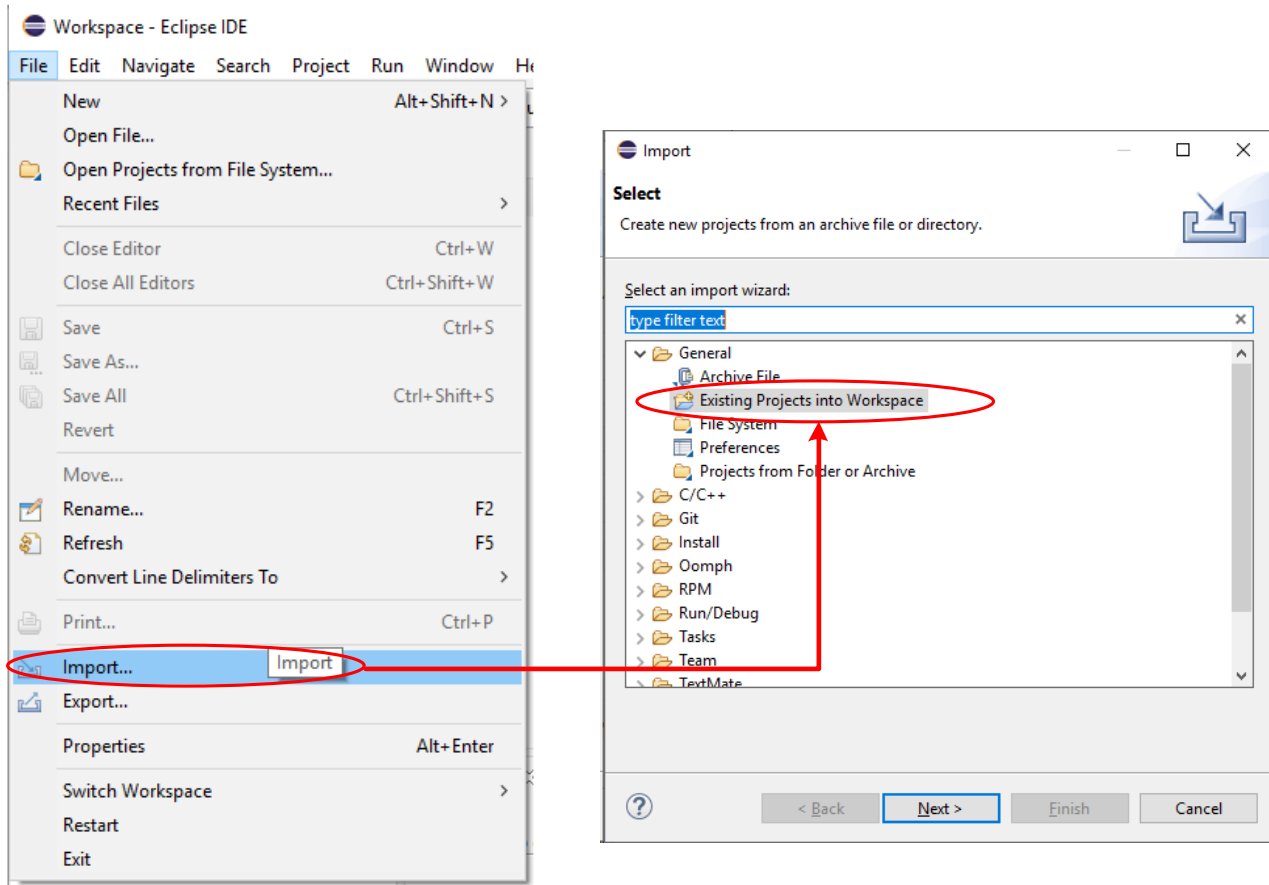 Workspace - Eclipse IDE
File Edit Navigate Search Project Run Window
New Alt+Shift+N >
Open File...
Open Projects from File System...
Recent Files >
Close Editor Ctrl+W
Close All Editors Ctrl+Shift+W
Save Ctrl+S
Save As...
Save All Ctrl+Shift+S
Revert
Move...
Rename... F2
Refresh F5
Convert Line Delimiters To >
Print... Ctrl+P
Import... Import
Export...
Properties Alt+Enter
Switch Workspace >
Restart
Exit
Import
Select
Create new projects from an archive file or directory.
Select an import wizard:
type filter text
General
Archive File
Existing Projects into Workspace
File System
Preferences
Projects from Folder or Archive
C/C++
Git
Install
Oomph
RPM
Run/Debug
Tasks
Team
TextMate
< Back Next > Finish Cancel